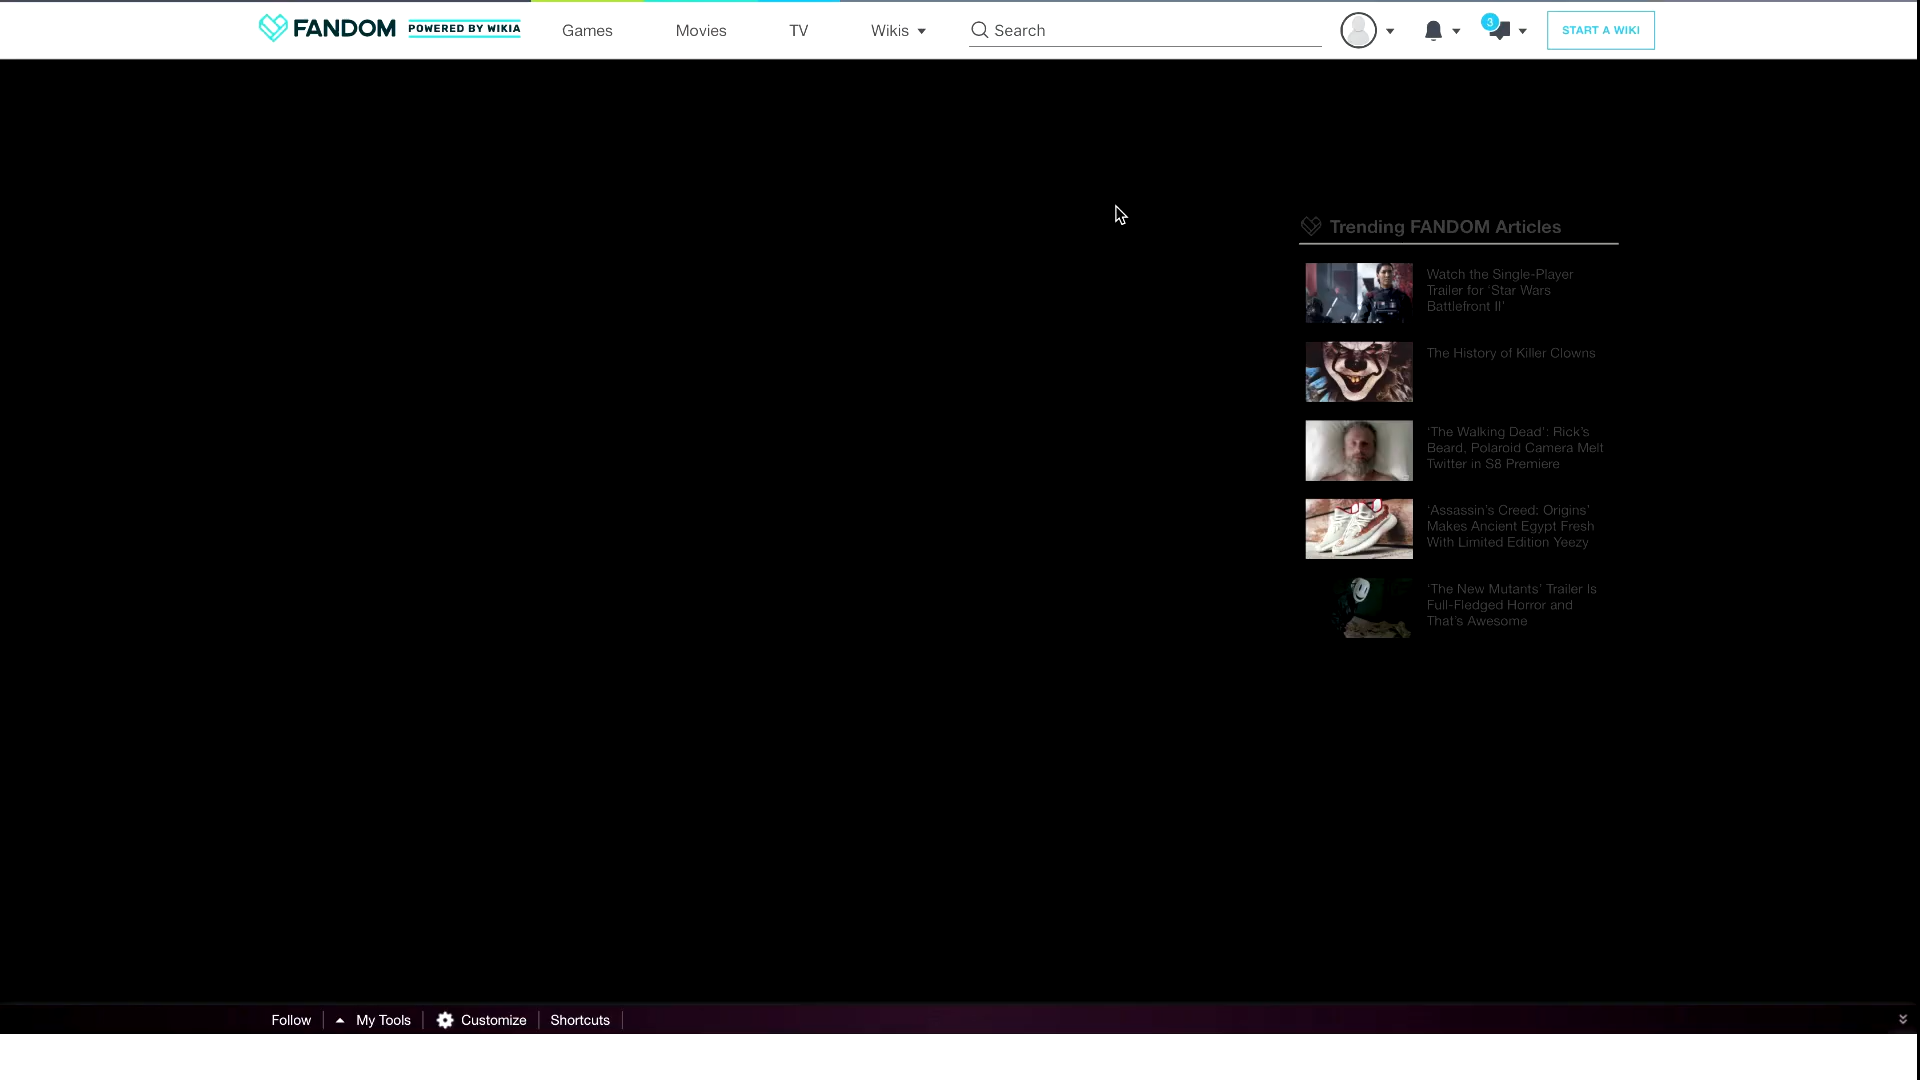 FANDOM POWERED BY WIKIA Games Movies TV Wikis Search 3 START A WIKI
Trending FANDOM Articles
Watch the Single-Player
Trailer for 'Star Wars
Battlefront II'
The History of Killer Clowns
'The Walking Dead': Rick's
Beard, Polaroid Camera Melt
Twitter in S8 Premiere
'Assassin's Creed: Origins'
Makes Ancient Egypt Fresh
With Limited Edition Yeezy
'The New Mutants' Trailer Is
Full-Fledged Horror and
That's Awesome
Follow My Tools Customize Shortcuts